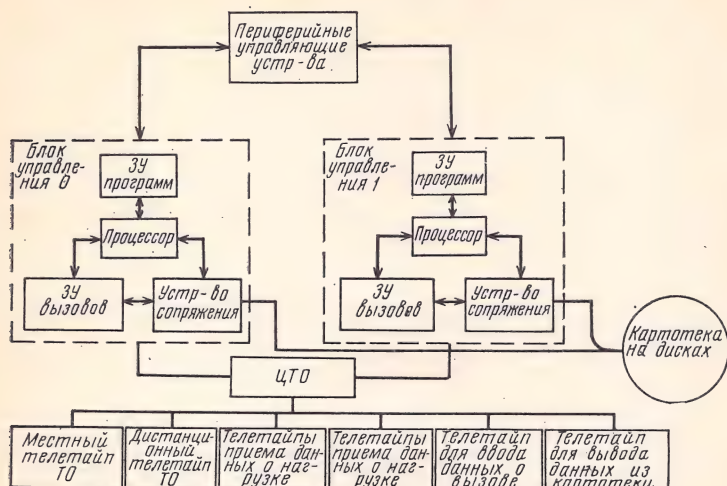 Периферийные
управляющие
устр-ва
Блок
управле-
ния 0
ЗУ
программ
Процессор
ЗУ
вызовов
Устр-во
сопряжения
Блок
управле-
ния 1
ЗУ
программ
Процессор
ЗУ
вызовов
Устр-во
сопряжения
Картотека
на дисках
ЦТО
Местный
телетайп
ТО
Дистанци-
онный
телетайп
ТО
Телетайпы
приема дан-
ных о наг-
рузке
Телетайпы
приема дан-
ных о наг-
рузке
Телетайп
для ввода
данных о
вызове
Телетайп
для вывода
данных из
картотеки